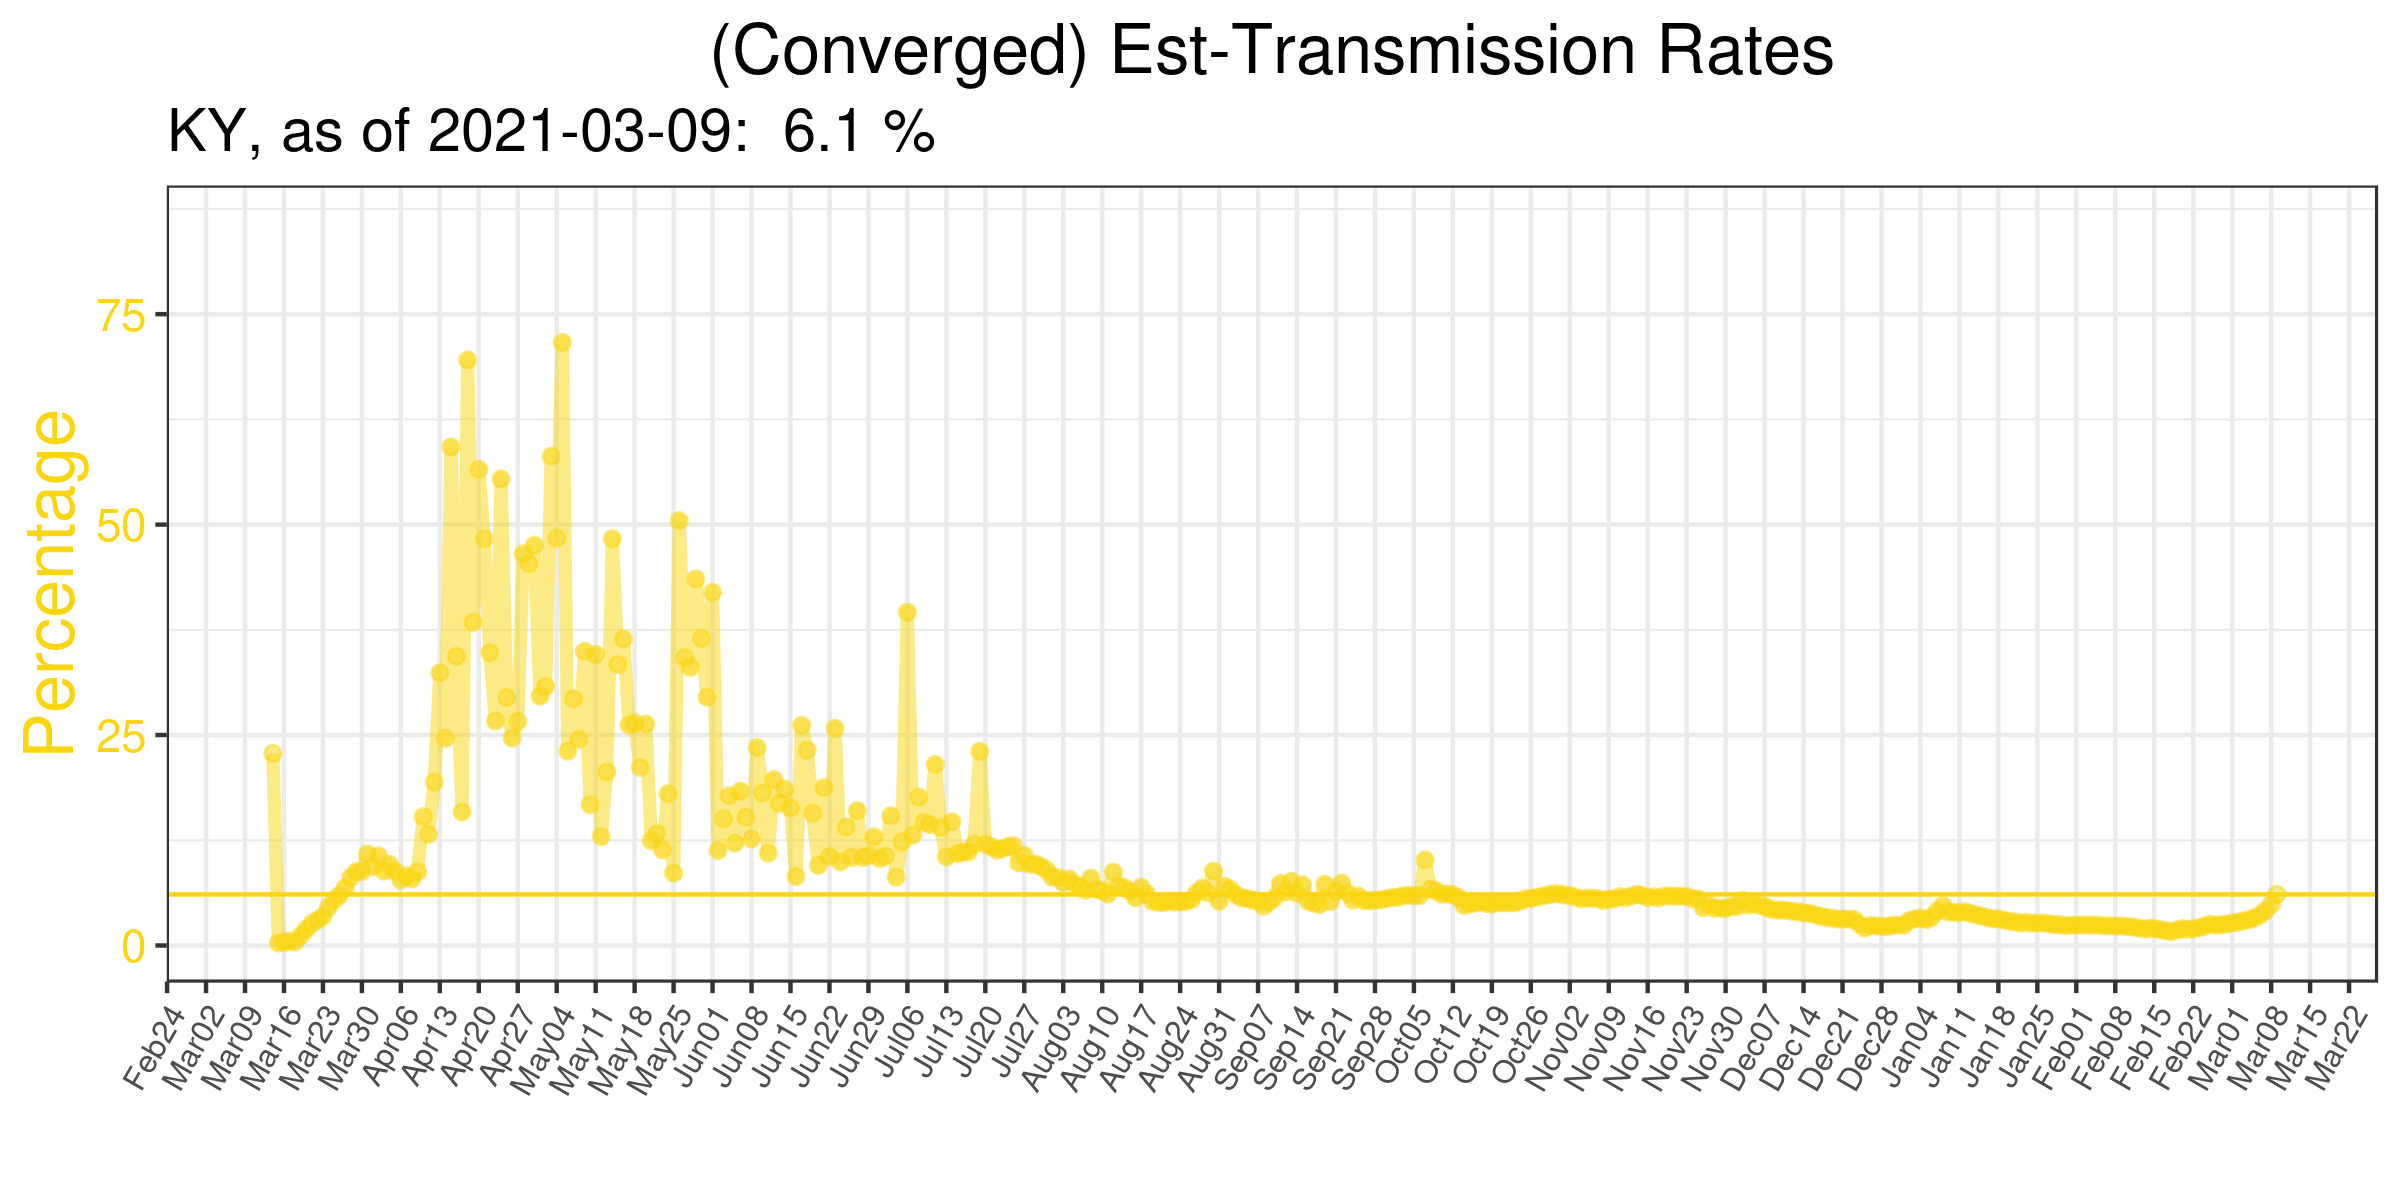 (Converged) Est-Transmission Rates
KY, as of 2021-03-09: 6.1 %
Percentage
75
50
25
0
Feb24
Mar02
Mar09
Mar16
Mar23
Mar30
Apr06
Apr13
Apr20
Apr27
May04
May11
May18
May25
Jun01
Jun08
Jun15
Jun22
Jun29
Jul06
Jul13
Jul20
Jul27
Aug03
Aug10
Aug17
Aug24
Aug31
Sep07
Sep14
Sep21
Sep28
Oct05
Oct12
Oct19
Oct26
Nov02
Nov09
Nov16
Nov23
Nov30
Dec07
Dec14
Dec21
Dec28
Jan04
Jan11
Jan18
Jan25
Feb01
Feb08
Feb15
Feb22
Mar01
Mar08
Mar15
Mar22